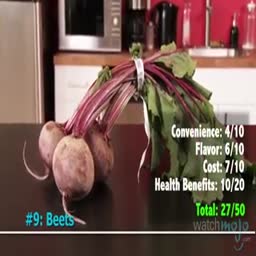 Convenience: 4/10
Flavor: 6/10
Cost: 7/10
Health Benefits: 10/20
Total: 27/50
#9: Beets
watchmojo
.com